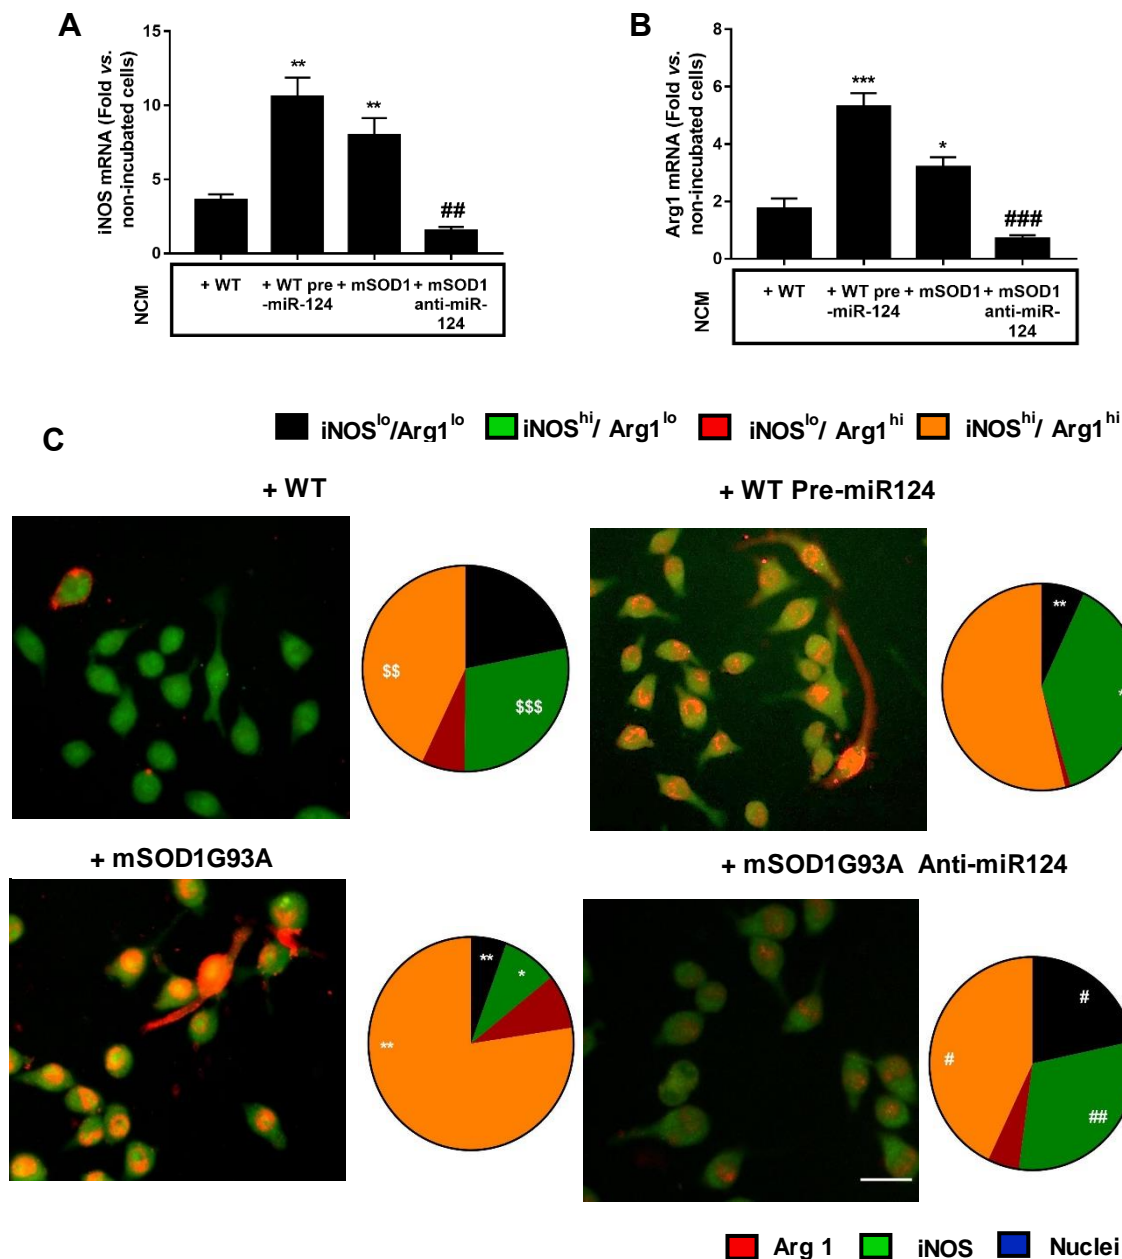 A
iNOS mRNA (Fold vs.
non-incubated cells)
15
10
5
0
**
**
##
NCM
+ WT
+ WT pre
-miR-124
+ mSOD1
+ mSOD1
anti-miR-
124
B
Arg1 mRNA (Fold vs.
non-incubated cells)
8
6
4
2
0
***
*
###
NCM
+ WT
+ WT pre
-miR-124
+ mSOD1
+ mSOD1
anti-miR-
124
C
iNOSlo/Arg1lo iNOShi/ Arg1lo iNOSlo/ Arg1hi iNOShi/ Arg1hi
+ WT
$$
$$$
+ WT Pre-miR124
**
*
+ mSOD1G93A
**
*
**
+ mSOD1G93A Anti-miR124
#
#
##
Arg 1 iNOS Nuclei